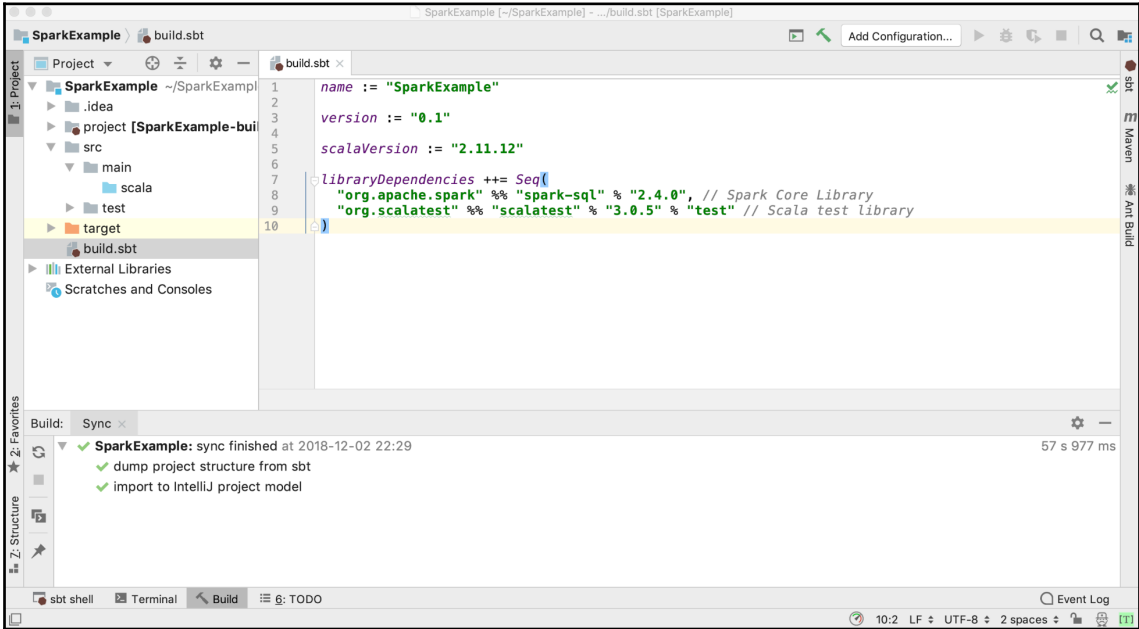 SparkExample [~/SparkExample] - .../build.sbt [SparkExample]
SparkExample build.sbt Add Configuration...
1: Project
Project
build.sbt
SparkExample ~/SparkExampl
.idea
project [SparkExample-buil
src
main
scala
test
target
build.sbt
External Libraries
Scratches and Consoles
1 name := "SparkExample"
2
3 version := "0.1"
4
5 scalaVersion := "2.11.12"
6
7 libraryDependencies ++= Seq(
8 "org.apache.spark" %% "spark-sql" % "2.4.0", // Spark Core Library
9 "org.scalatest" %% "scalatest" % "3.0.5" % "test" // Scala test library
10 )
sbt
m Maven
Ant Build
2: Favorites
Z: Structure
Build: Sync
SparkExample: sync finished at 2018-12-02 22:29 57 s 977 ms
dump project structure from sbt
import to IntelliJ project model
sbt shell Terminal Build 6: TODO Event Log
10:2 LF UTF-8 2 spaces [T]